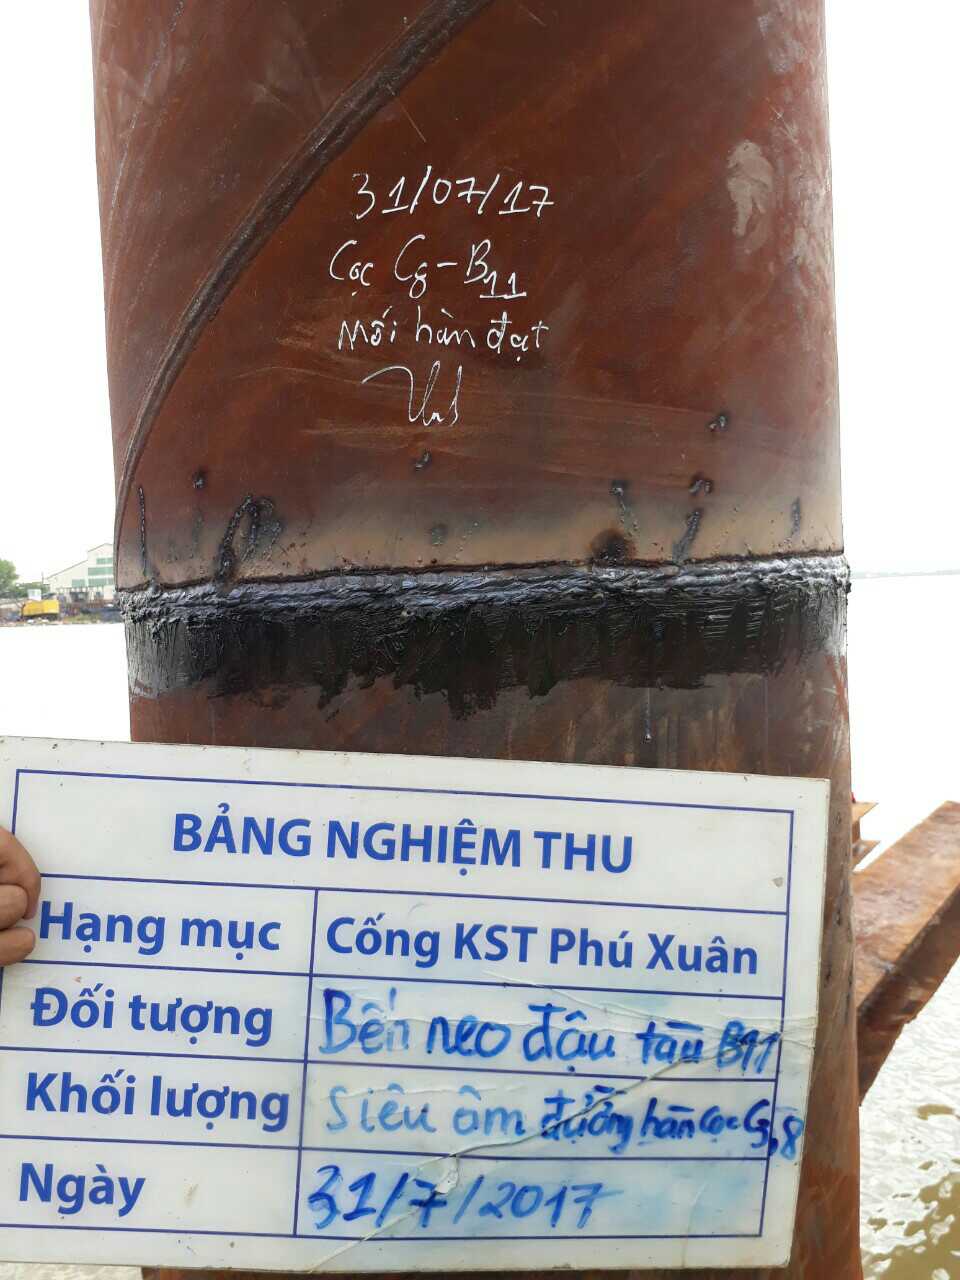 31/07/17
Cọc C8-B11
Mối hàn đạt
BẢNG NGHIỆM THU
Hạng mục Cống KST Phú Xuân
Đối tượng Bến neo đậu tàu B11
Khối lượng Siêu âm đường hàn cọc
Ngày 31/7/2017